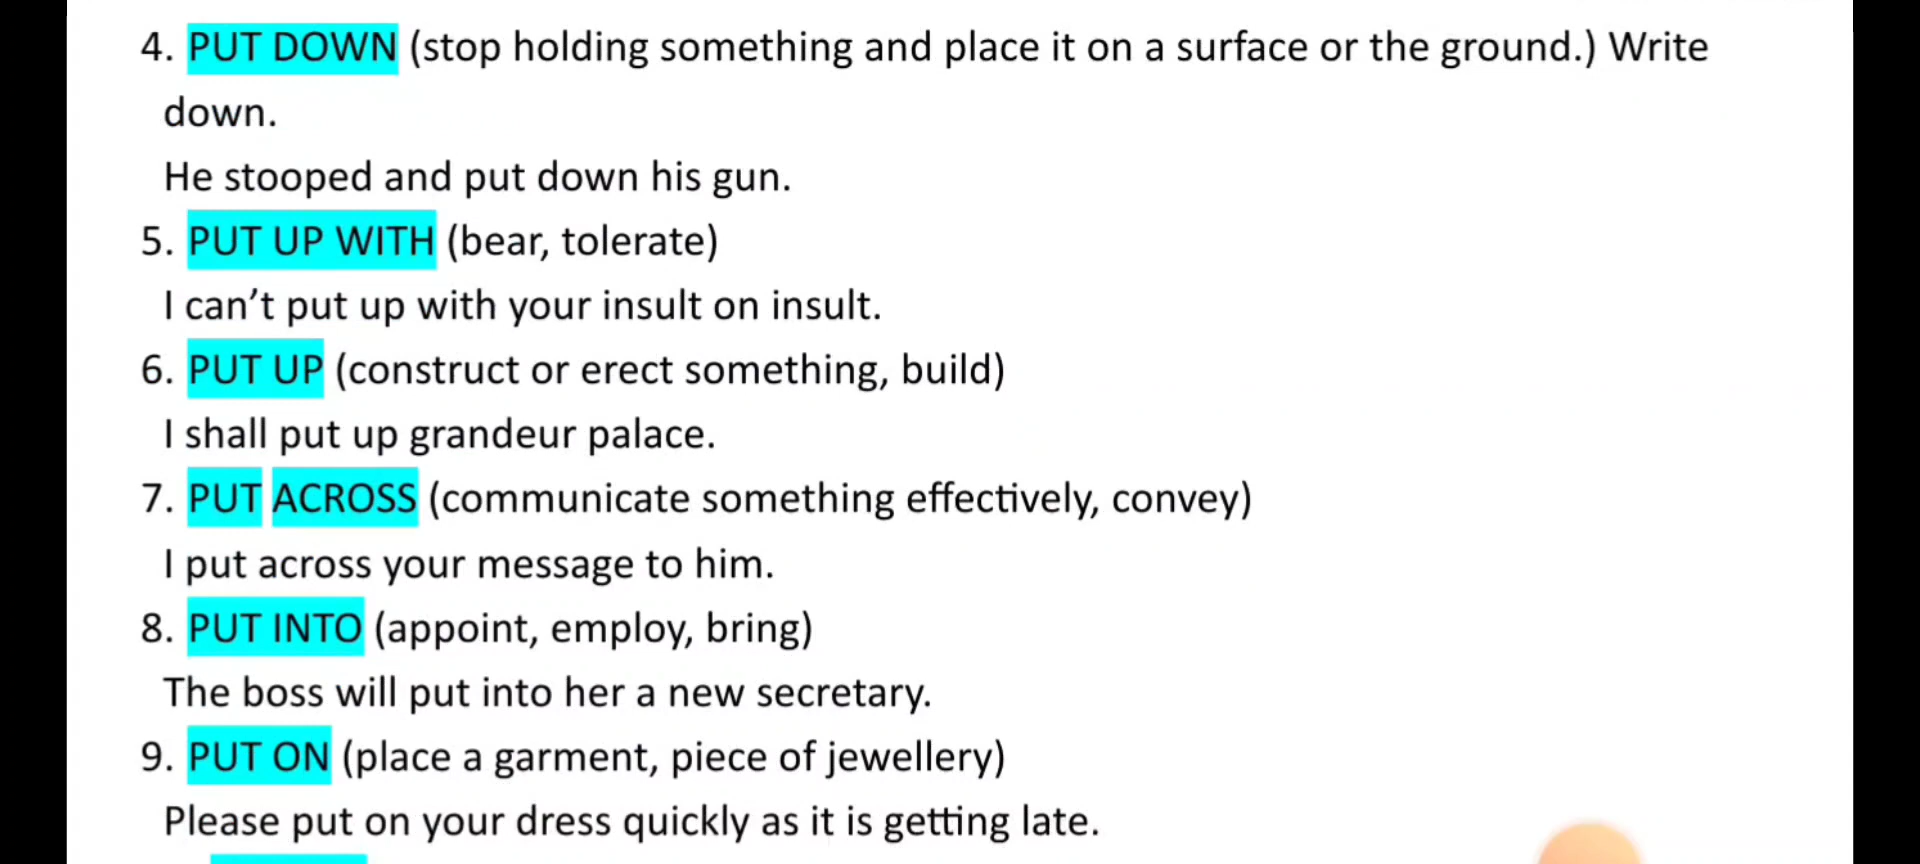 4. PUT DOWN (stop holding something and place it on a surface or the ground.) Write
down.
He stooped and put down his gun.
5. PUT UP WITH (bear, tolerate)
I can’t put up with your insult on insult.
6. PUT UP (construct or erect something, build)
I shall put up grandeur palace.
7. PUT ACROSS (communicate something effectively, convey)
I put across your message to him.
8. PUT INTO (appoint, employ, bring)
The boss will put into her a new secretary.
9. PUT ON (place a garment, piece of jewellery)
Please put on your dress quickly as it is getting late.